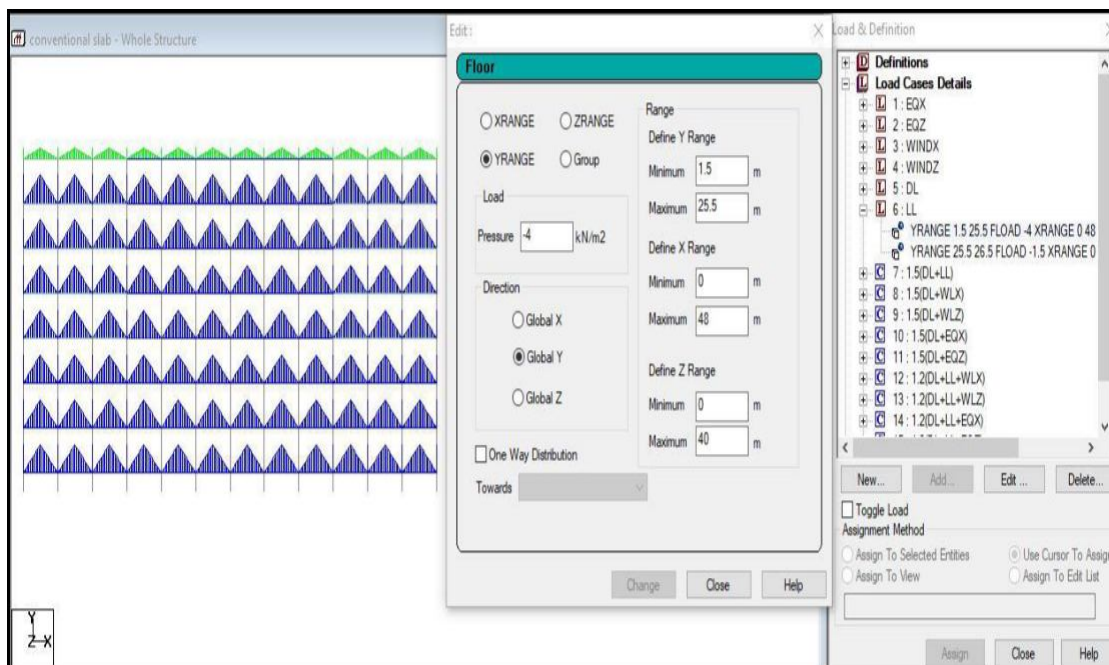 conventional slab - Whole Structure
Edit :
Floor
XRANGE
ZRANGE
YRANGE
Group
Load
Pressure -4 kN/m2
Direction
Global X
Global Y
Global Z
One Way Distribution
Towards
Range
Define Y Range
Minimum 1.5 m
Maximum 25.5 m
Define X Range
Minimum 0 m
Maximum 48 m
Define Z Range
Minimum 0 m
Maximum 40 m
Change
Close
Help
Load & Definition
D Definitions
L Load Cases Details
L 1 : EQX
L 2 : EQZ
L 3 : WINDX
L 4 : WINDZ
L 5 : DL
L 6 : LL
YRANGE 1.5 25.5 FLOAD -4 XRANGE 0 48
YRANGE 25.5 26.5 FLOAD -1.5 XRANGE 0
C 7 : 1.5(DL+LL)
C 8 : 1.5(DL+WLX)
C 9 : 1.5(DL+WLZ)
C 10 : 1.5(DL+EQX)
C 11 : 1.5(DL+EQZ)
C 12 : 1.2(DL+LL+WLX)
C 13 : 1.2(DL+LL+WLZ)
C 14 : 1.2(DL+LL+EQX)
New...
Add...
Edit ...
Delete...
Toggle Load
Assignment Method
Assign To Selected Entities
Use Cursor To Assign
Assign To View
Assign To Edit List
Assign
Close
Help
Y
Z X